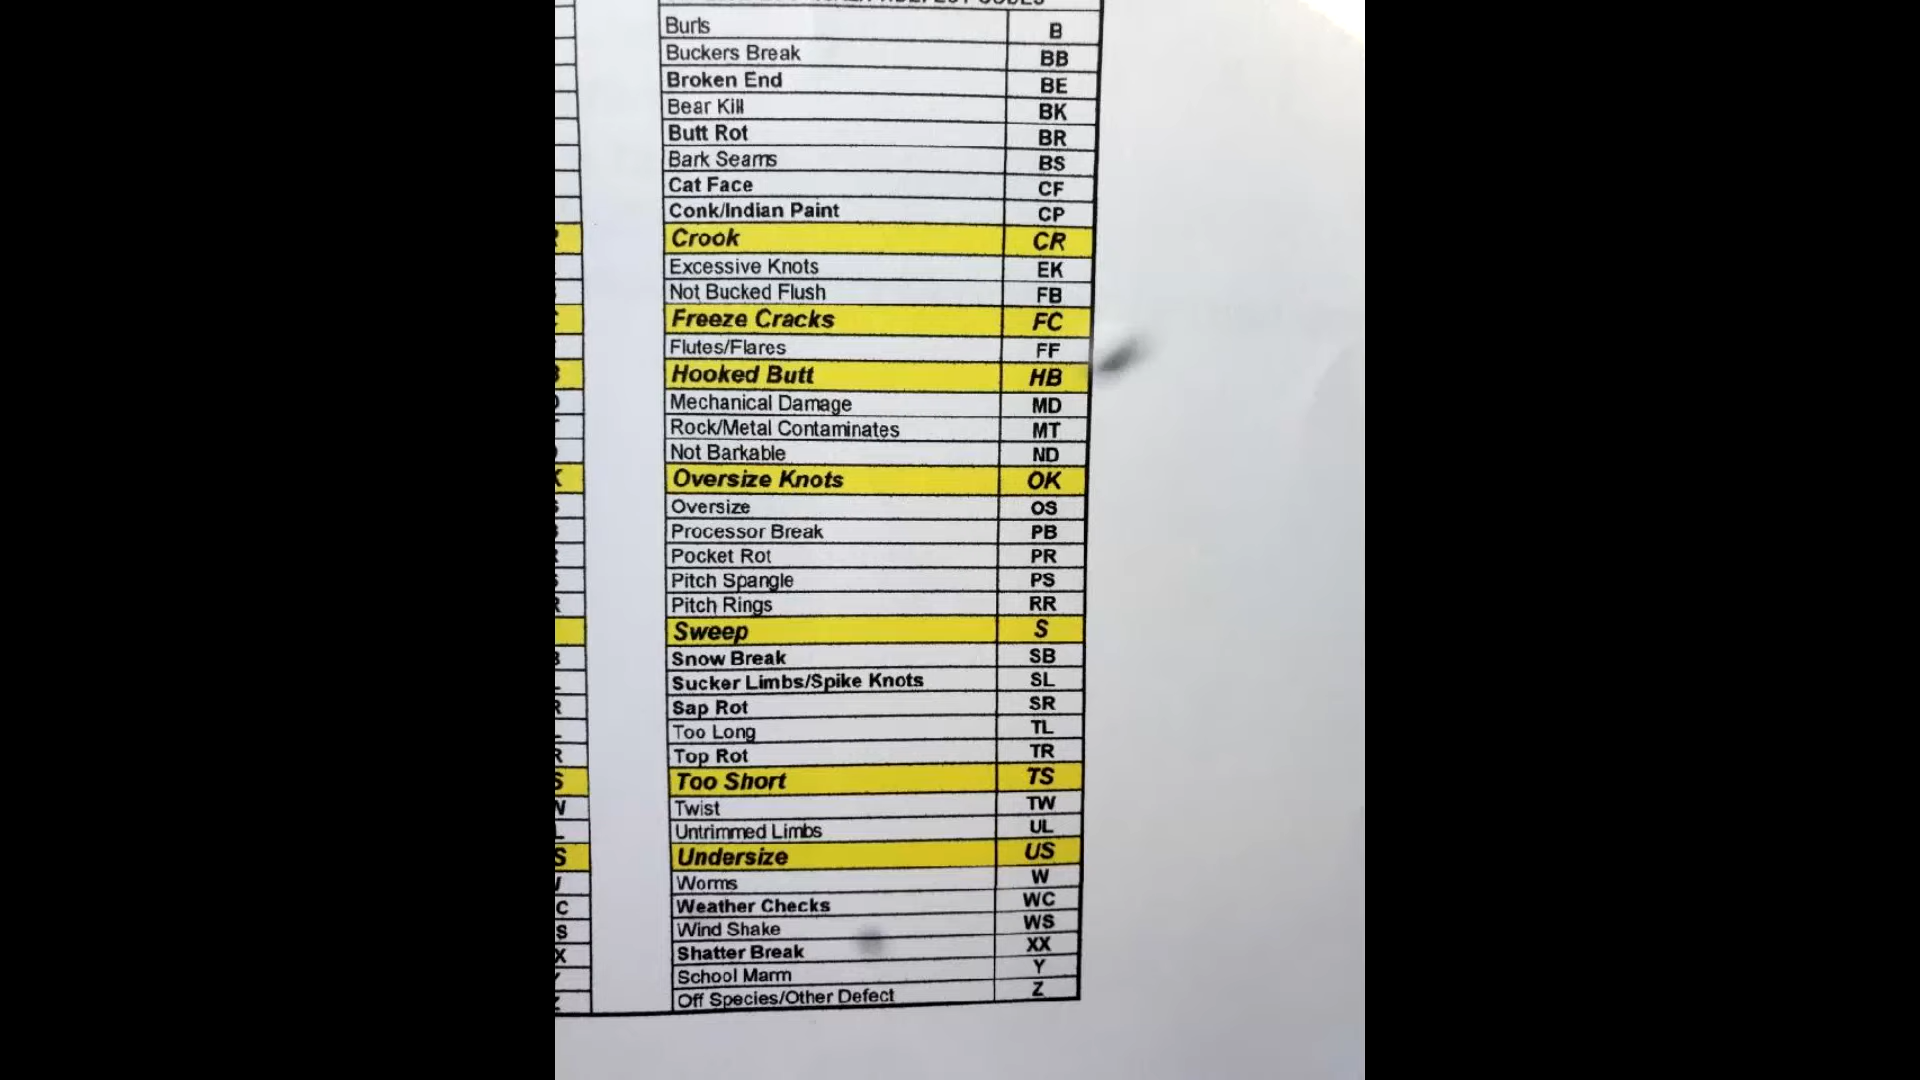 Burls B
Buckers Break BB
Broken End BE
Bear Kill BK
Butt Rot BR
Bark Seams BS
Cat Face CF
Conk/Indian Paint CP
Crook CR
Excessive Knots EK
Not Bucked Flush FB
Freeze Cracks FC
Flutes/Flares FF
Hooked Butt HB
Mechanical Damage MD
Rock/Metal Contaminates MT
Not Barkable ND
Oversize Knots OK
Oversize OS
Processor Break PB
Pocket Rot PR
Pitch Spangle PS
Pitch Rings RR
Sweep S
Snow Break SB
Sucker Limbs/Spike Knots SL
Sap Rot SR
Too Long TL
Top Rot TR
Too Short TS
Twist TW
Untrimmed Limbs UL
Undersize US
Worms W
Weather Checks WC
Wind Shake WS
Shatter Break XX
School Marm Y
Off Species/Other Defect Z